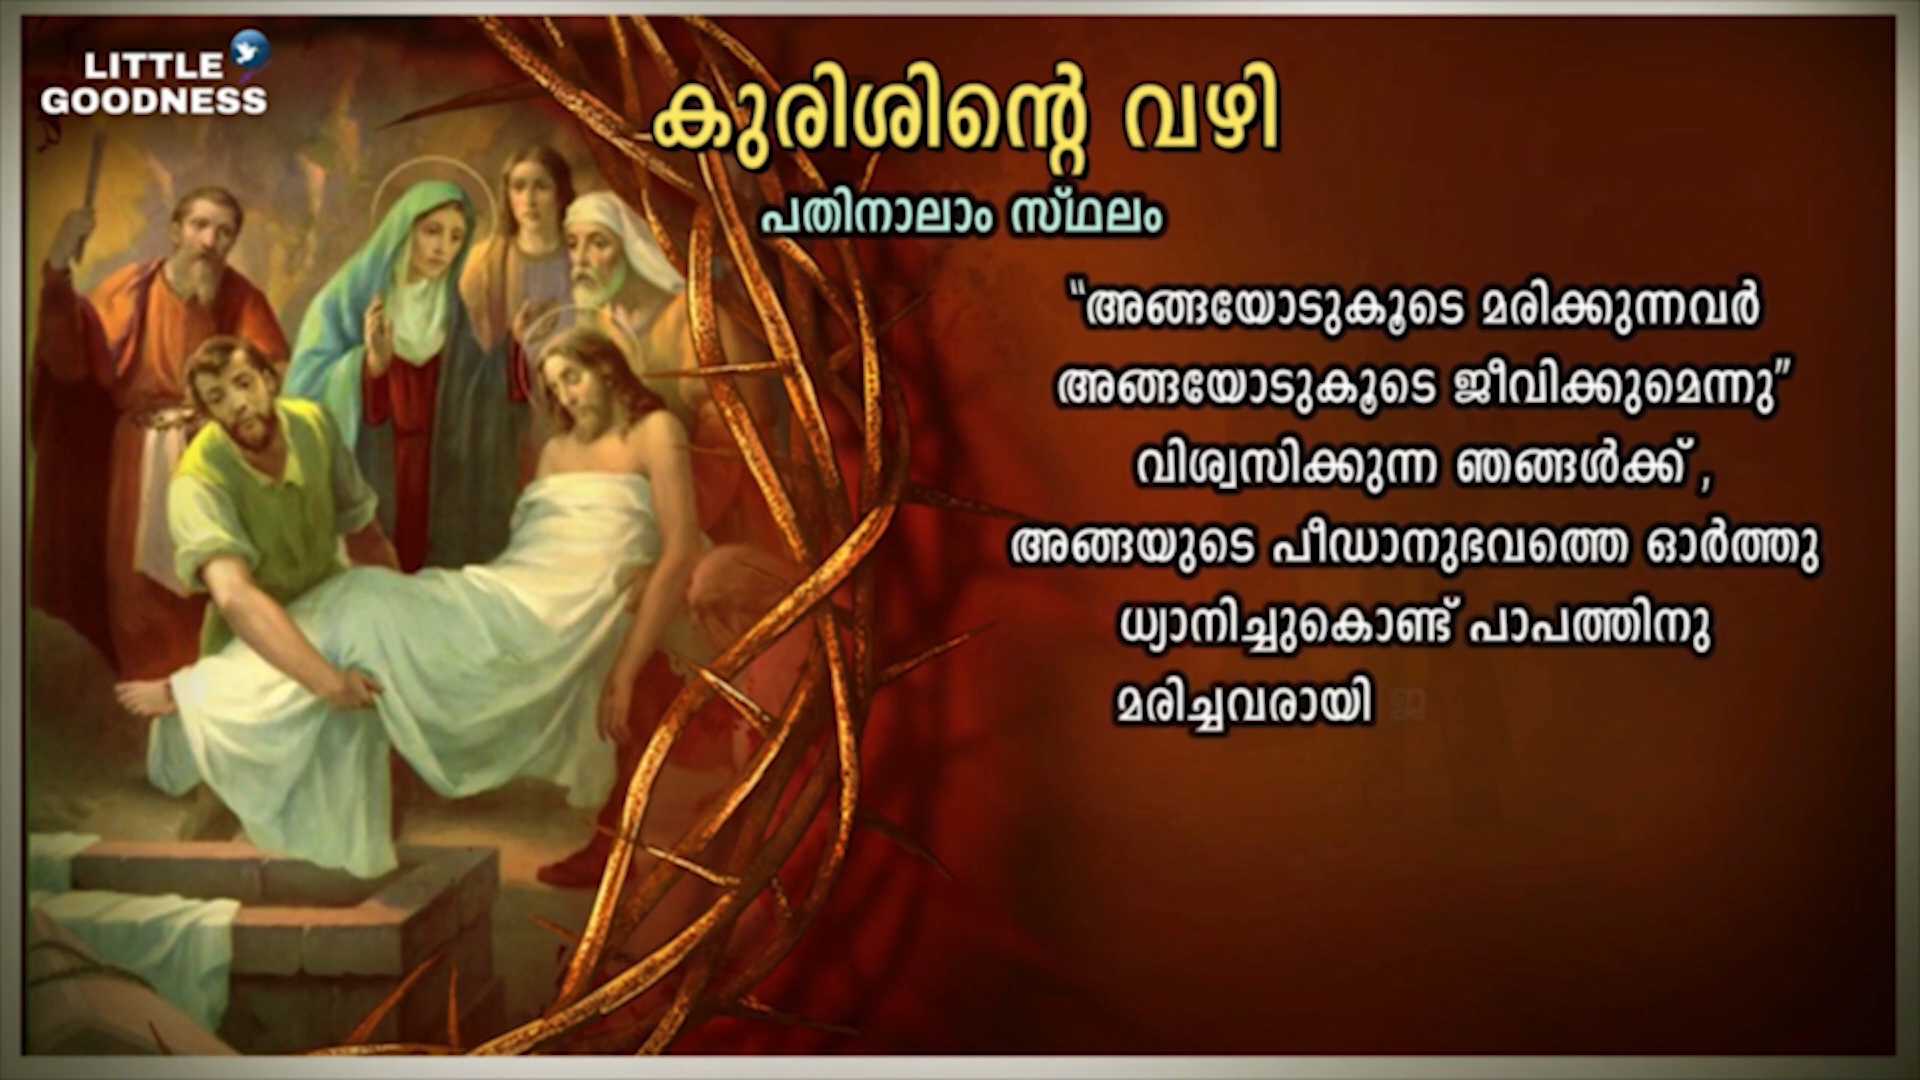 LITTLE
GOODNESS
കുരിശിന്റെ വഴി
പതിനാലാം സ്ഥലം
“അങ്ങയോടുകൂടെ മരിക്കുന്നവർ
അങ്ങയോടുകൂടെ ജീവിക്കുമെന്നു”
വിശ്വസിക്കുന്ന ഞങ്ങൾക്ക് ,
അങ്ങയുടെ പീഡാനുഭവത്തെ ഓർത്തു
ധ്യാനിച്ചുകൊണ്ട് പാപത്തിനു
മരിച്ചവരായി ജ